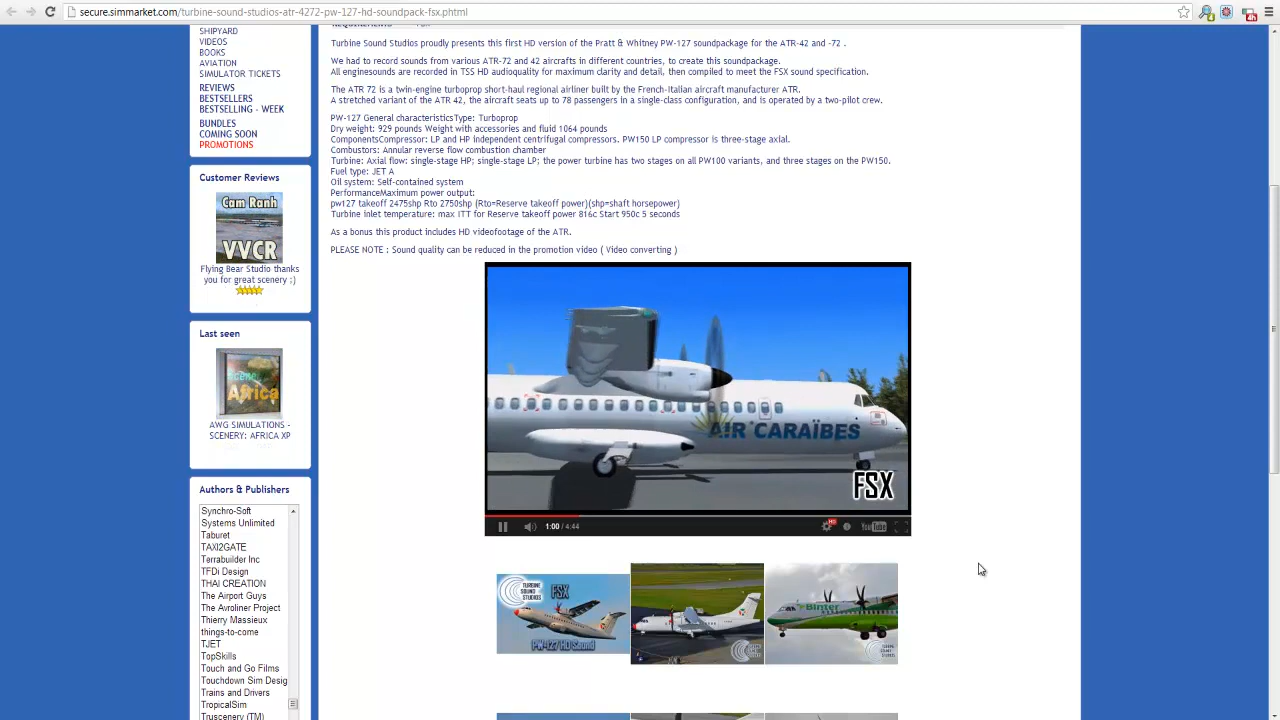 secure.simmarket.com/turbine-sound-studios-atr-4272-pw-127-hd-soundpack-fsx.phtml
SHIPYARD
VIDEOS
BOOKS
AVIATION
SIMULATOR TICKETS
REVIEWS
BESTSELLERS
BESTSELLING - WEEK
BUNDLES
COMING SOON
PROMOTIONS
Customer Reviews
Cam Ranh
VVCR
Flying Bear Studio thanks
you for great scenery ;)
Last seen
Scenery
Africa
AWG SIMULATIONS -
SCENERY: AFRICA XP
Authors & Publishers
Synchro-Soft
Systems Unlimited
Taburet
TAXI2GATE
Terrabuilder Inc
TFDi Design
THAI CREATION
The Airport Guys
The Avroliner Project
Thierry Massieux
things-to-come
TJET
TopSkills
Touch and Go Films
Touchdown Sim Desig
Trains and Drivers
TropicalSim
Truscenery (TM)
Turbine Sound Studios proudly presents this first HD version of the Pratt & Whitney PW-127 soundpackage for the ATR-42 and -72 .
We had to record sounds from various ATR-72 and 42 aircrafts in different countries, to create this soundpackage.
All enginesounds are recorded in TSS HD audioquality for maximum clarity and detail, then compiled to meet the FSX sound specification.
The ATR 72 is a twin-engine turboprop short-haul regional airliner built by the French-Italian aircraft manufacturer ATR.
A stretched variant of the ATR 42, the aircraft seats up to 78 passengers in a single-class configuration, and is operated by a two-pilot crew.
PW-127 General characteristicsType: Turboprop
Dry weight: 929 pounds Weight with accessories and fluid 1064 pounds
ComponentsCompressor: LP and HP independent centrifugal compressors. PW150 LP compressor is three-stage axial.
Combustors: Annular reverse flow combustion chamber
Turbine: Axial flow: single-stage HP; single-stage LP; the power turbine has two stages on all PW100 variants, and three stages on the PW150.
Fuel type: JET A
Oil system: Self-contained system
PerformanceMaximum power output:
pw127 takeoff 2475shp Rto 2750shp (Rto=Reserve takeoff power)(shp=shaft horsepower)
Turbine inlet temperature: max ITT for Reserve takeoff power 816c Start 950c 5 seconds
As a bonus this product includes HD videofootage of the ATR.
PLEASE NOTE ; Sound quality can be reduced in the promotion video ( Video converting )
AIR CARAÏBES
FSX
1:00 / 4:44
HD
YouTube
TURBINE
SOUND
STUDIOS
FSX
PW-127 HD Sound
Binter